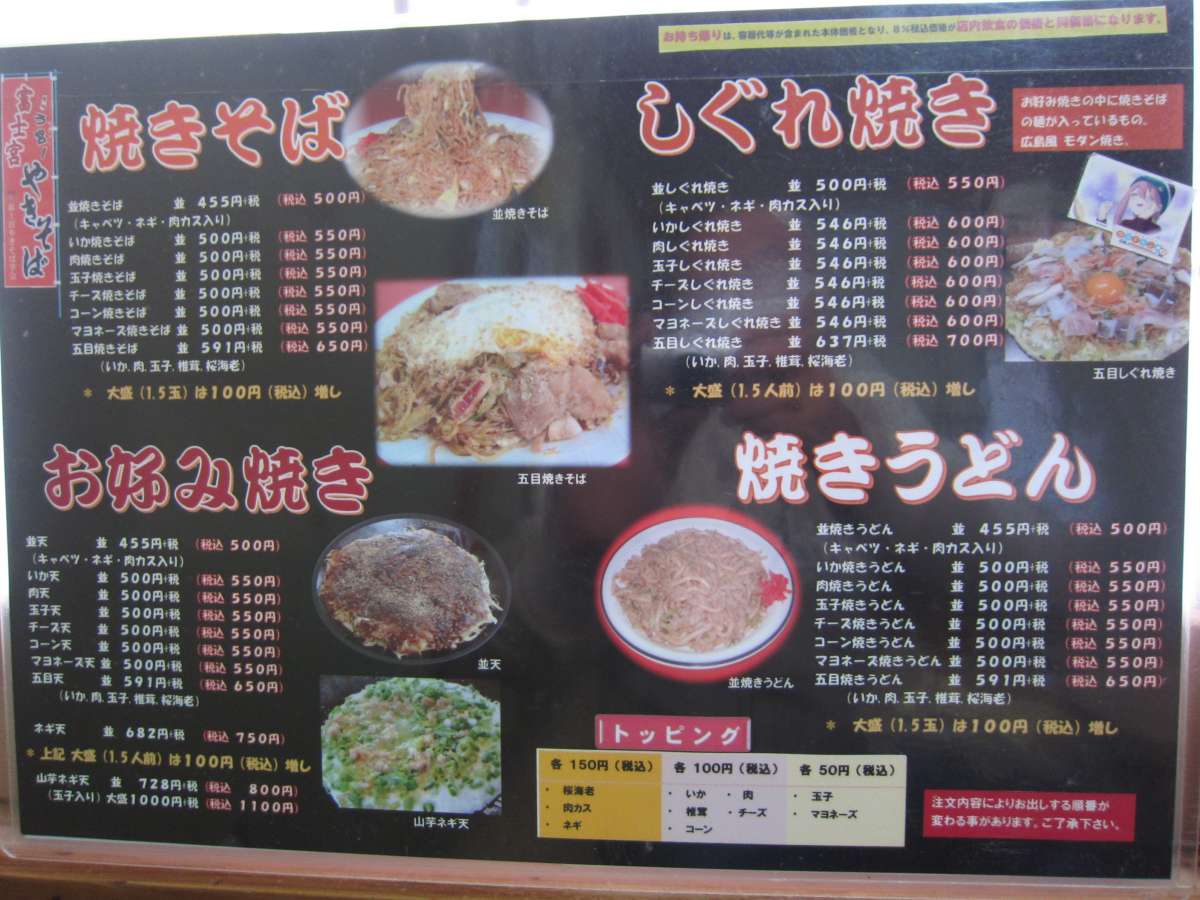 お持ち帰りは、容器代等が含まれた本体価格となり、8%税込価格が店内飲食の価格と同価格になります。
富士宮
やきそば
焼きそば
並焼きそば 並 455円+税 (税込 500円)
(キャベツ・ネギ・肉カス入り)
いか焼きそば 並 500円+税 (税込 550円)
肉焼きそば 並 500円+税 (税込 550円)
玉子焼きそば 並 500円+税 (税込 550円)
チーズ焼きそば 並 500円+税 (税込 550円)
コーン焼きそば 並 500円+税 (税込 550円)
マヨネーズ焼きそば 並 500円+税 (税込 550円)
五目焼きそば 並 591円+税 (税込 650円)
(いか, 肉, 玉子, 椎茸, 桜海老)
* 大盛 (1.5玉) は100円 (税込) 増し
並焼きそば
五目焼きそば
しぐれ焼き
お好み焼きの中に焼きそば
の麺が入っているもの。
広島風 モダン焼き。
並しぐれ焼き 並 500円+税 (税込 550円)
(キャベツ・ネギ・肉カス入り)
いかしぐれ焼き 並 546円+税 (税込 600円)
肉しぐれ焼き 並 546円+税 (税込 600円)
玉子しぐれ焼き 並 546円+税 (税込 600円)
チーズしぐれ焼き 並 546円+税 (税込 600円)
コーンしぐれ焼き 並 546円+税 (税込 600円)
マヨネーズしぐれ焼き 並 546円+税 (税込 600円)
五目しぐれ焼き 並 637円+税 (税込 700円)
(いか, 肉, 玉子, 椎茸, 桜海老)
* 大盛 (1.5人前) は100円 (税込) 増し
五目しぐれ焼き
お好み焼き
並天 並 455円+税 (税込 500円)
(キャベツ・ネギ・肉カス入り)
いか天 並 500円+税 (税込 550円)
肉天 並 500円+税 (税込 550円)
玉子天 並 500円+税 (税込 550円)
チーズ天 並 500円+税 (税込 550円)
コーン天 並 500円+税 (税込 550円)
マヨネーズ天 並 500円+税 (税込 550円)
五目天 並 591円+税 (税込 650円)
(いか, 肉, 玉子, 椎茸, 桜海老)
ネギ天 並 682円+税 (税込 750円)
* 上記 大盛 (1.5人前) は100円 (税込) 増し
山芋ネギ天 並 728円+税 (税込 800円)
(玉子入り) 大盛1000円+税 (税込 1100円)
並天
山芋ネギ天
焼きうどん
並焼きうどん 並 455円+税 (税込 500円)
(キャベツ・ネギ・肉カス入り)
いか焼きうどん 並 500円+税 (税込 550円)
肉焼きうどん 並 500円+税 (税込 550円)
玉子焼きうどん 並 500円+税 (税込 550円)
チーズ焼きうどん 並 500円+税 (税込 550円)
コーン焼きうどん 並 500円+税 (税込 550円)
マヨネーズ焼きうどん 並 500円+税 (税込 550円)
五目焼きうどん 並 591円+税 (税込 650円)
(いか, 肉, 玉子, 椎茸, 桜海老)
* 大盛 (1.5玉) は100円 (税込) 増し
並焼きうどん
トッピング
各 150円 (税込) 各 100円 (税込) 各 50円 (税込)
・ 桜海老 ・ いか ・ 肉 ・ 玉子
・ 肉カス ・ 椎茸 ・ チーズ ・ マヨネーズ
・ ネギ ・ コーン
注文内容によりお出しする順番が
変わる事があります。ご了承下さい。